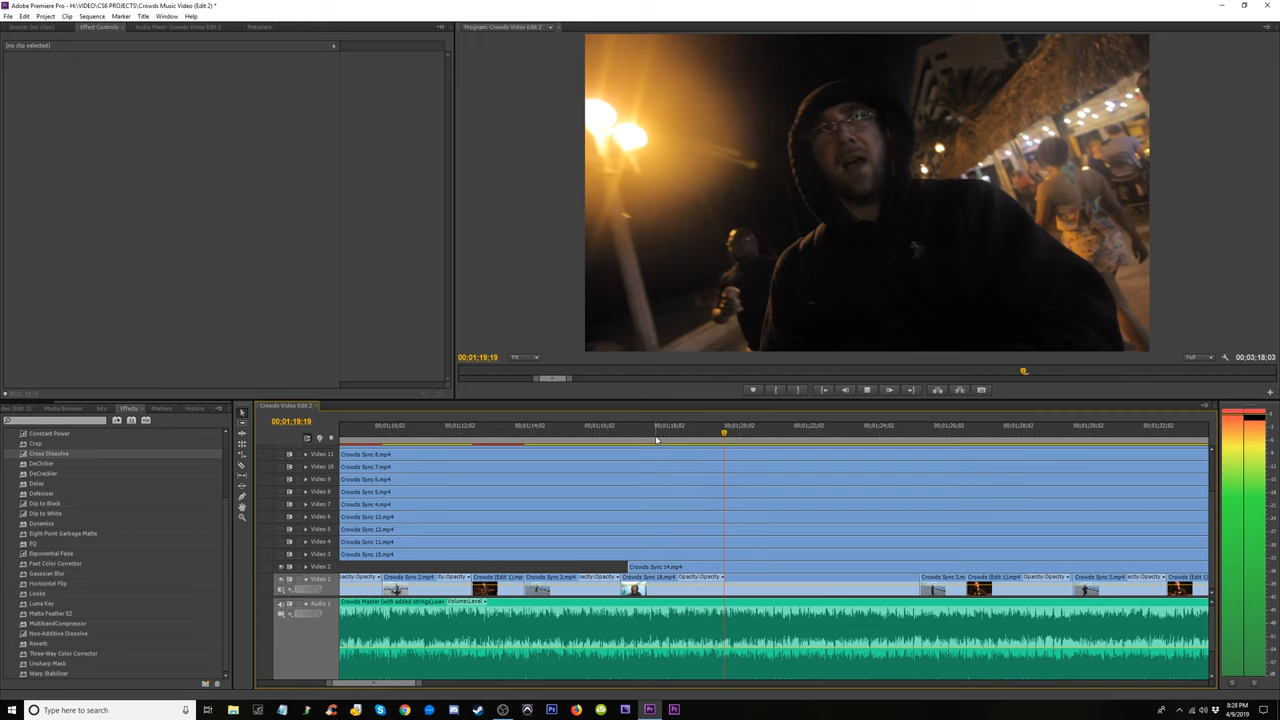 Adobe Premiere Pro - H:\VIDEO\CS6 PROJECTS\Crowds Music Video (Edit 2) *
File Edit Project Clip Sequence Marker Title Window Help
Source: (no clips) Effect Controls Audio Mixer: Crowds Video Edit 2 Metadata
Program: Crowds Video Edit 2
(no clip selected)
00;01;19;19 Fit Full 00;03;18;03
Media Browser Info Effects Markers History
Constant Power
Crop
Cross Dissolve
DeClicker
DeCrackler
Delay
DeNoiser
Dip to Black
Dip to White
Dynamics
Eight-Point Garbage Matte
EQ
Exponential Fade
Fast Color Corrector
Gaussian Blur
Horizontal Flip
Looks
Luma Key
Matte Feather EZ
MultibandCompressor
Non-Additive Dissolve
Reverb
Three-Way Color Corrector
Unsharp Mask
Warp Stabilizer
Crowds Video Edit 2
00;01;19;19
00;01;10;02 00;01;12;02 00;01;14;02 00;01;16;02 00;01;18;02 00;01;20;02 00;01;22;02 00;01;24;02 00;01;26;02 00;01;28;02 00;01;30;02 00;01;32;02
Video 11 Crowds Sync 8.mp4
Video 10 Crowds Sync 7.mp4
Video 9 Crowds Sync 6.mp4
Video 8 Crowds Sync 5.mp4
Video 7 Crowds Sync 4.mp4
Video 6 Crowds Sync 13.mp4
Video 5 Crowds Sync 12.mp4
Video 4 Crowds Sync 11.mp4
Video 3 Crowds Sync 15.mp4
Video 2 Crowds Sync 14.mp4
Video 1 Crowds Sync 2.mp4 Crowds (Edit 1).mp Crowds Sync 3.mp4 Crowds Sync 18.mp4 Opacity:Opacity Crowds Sync 3.m Crowds (Edit 1).mp Opacity:Opacity Crowds Sync 3.mp4 Crowds (Edit 1)
Audio 1 Crowds Master (with added strings).wav Volume:Level
Type here to search
8:28 PM
4/9/2019